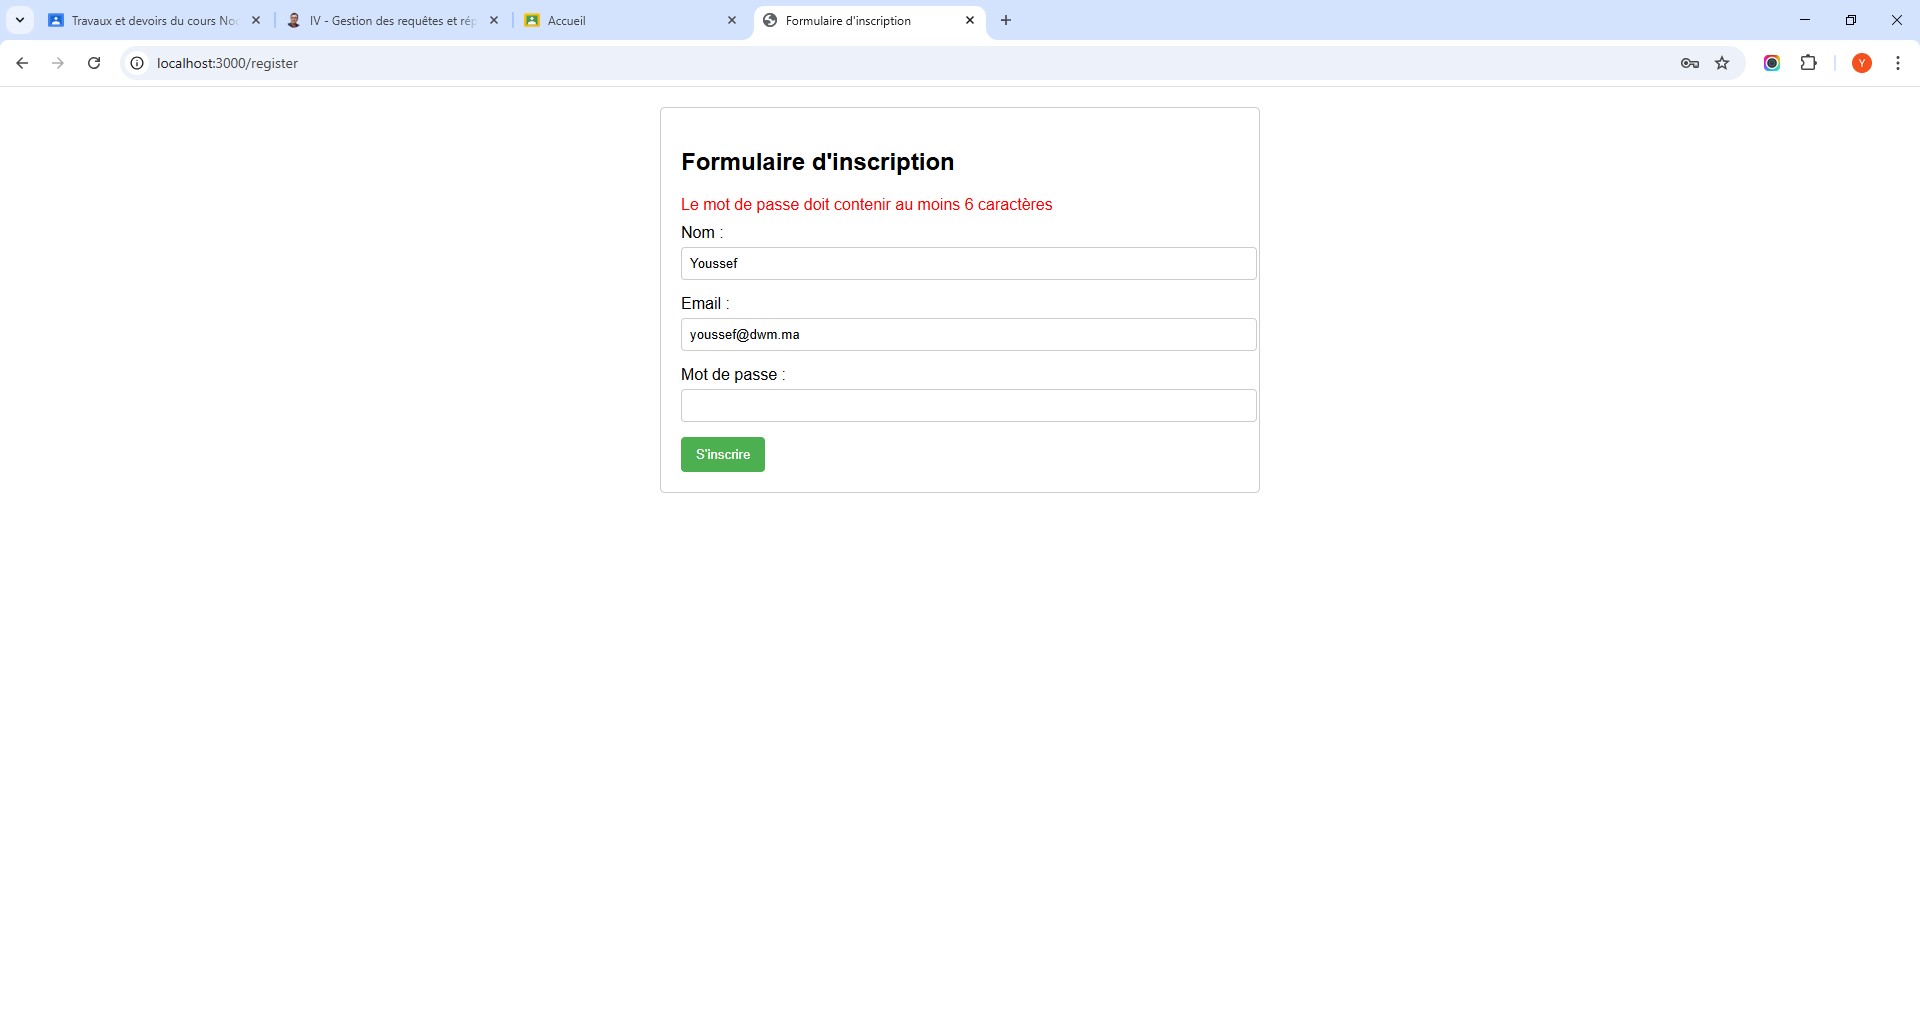 Travaux et devoirs du cours No
IV - Gestion des requêtes et rép
Accueil
Formulaire d'inscription
localhost:3000/register
Y
Formulaire d'inscription
Le mot de passe doit contenir au moins 6 caractères
Nom :
Youssef
Email :
youssef@dwm.ma
Mot de passe :
S'inscrire